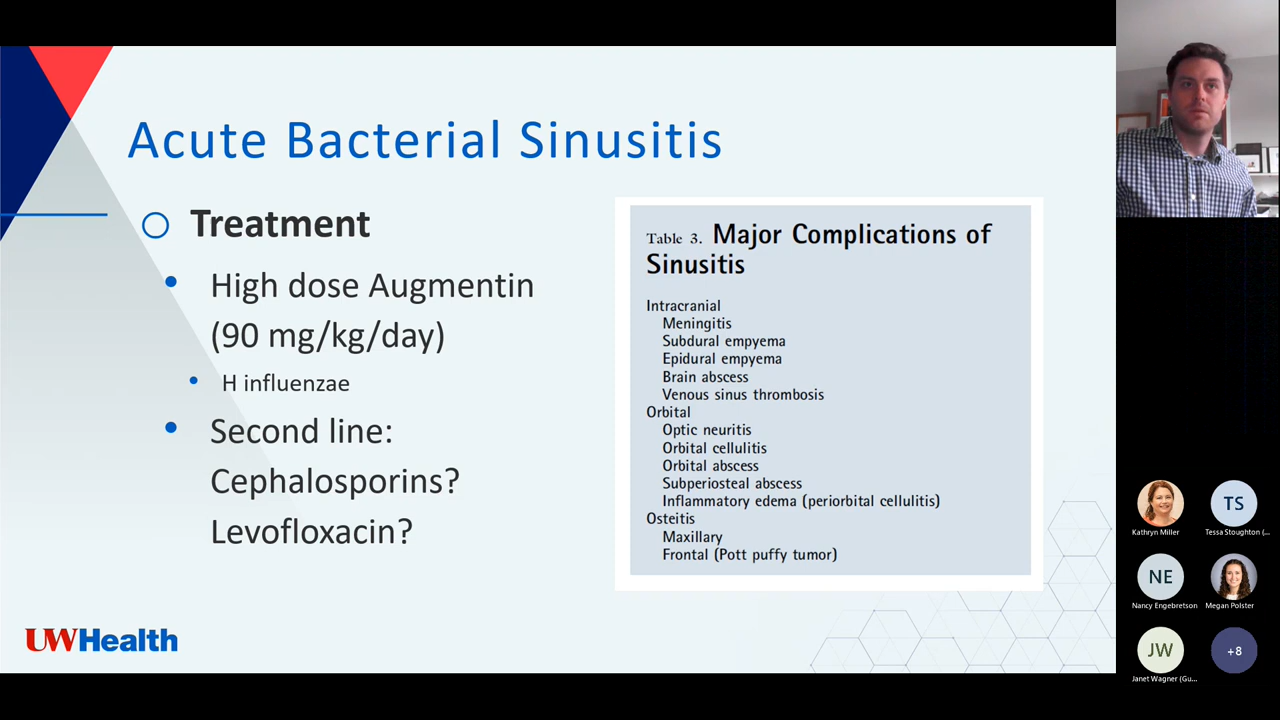 Acute Bacterial Sinusitis
Treatment
High dose Augmentin
(90 mg/kg/day)
H influenzae
Second line:
Cephalosporins?
Levofloxacin?
Table 3. Major Complications of
Sinusitis
Intracranial
Meningitis
Subdural empyema
Epidural empyema
Brain abscess
Venous sinus thrombosis
Orbital
Optic neuritis
Orbital cellulitis
Orbital abscess
Subperiosteal abscess
Inflammatory edema (periorbital cellulitis)
Osteitis
Maxillary
Frontal (Pott puffy tumor)
UWHealth
TS
Kathryn Miller
Tessa Stoughton (...
NE
Nancy Engebretson
Megan Polster
JW
+8
Janet Wagner (Gu...